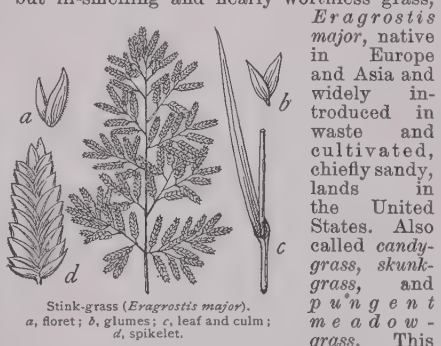 but ill-smelling and nearly worthless grass,
Eragrostis
major, native
in Europe
and Asia and
widely in-
troduced in
waste and
cultivated,
chiefly sandy,
lands in
the United
States. Also
called candy-
grass, skunk-
grass, and
pungent
meadow-
grass. This
a
b
c
d
Stink-grass (Eragrostis major).
a, floret; b, glumes; c, leaf and culm;
d, spikelet.